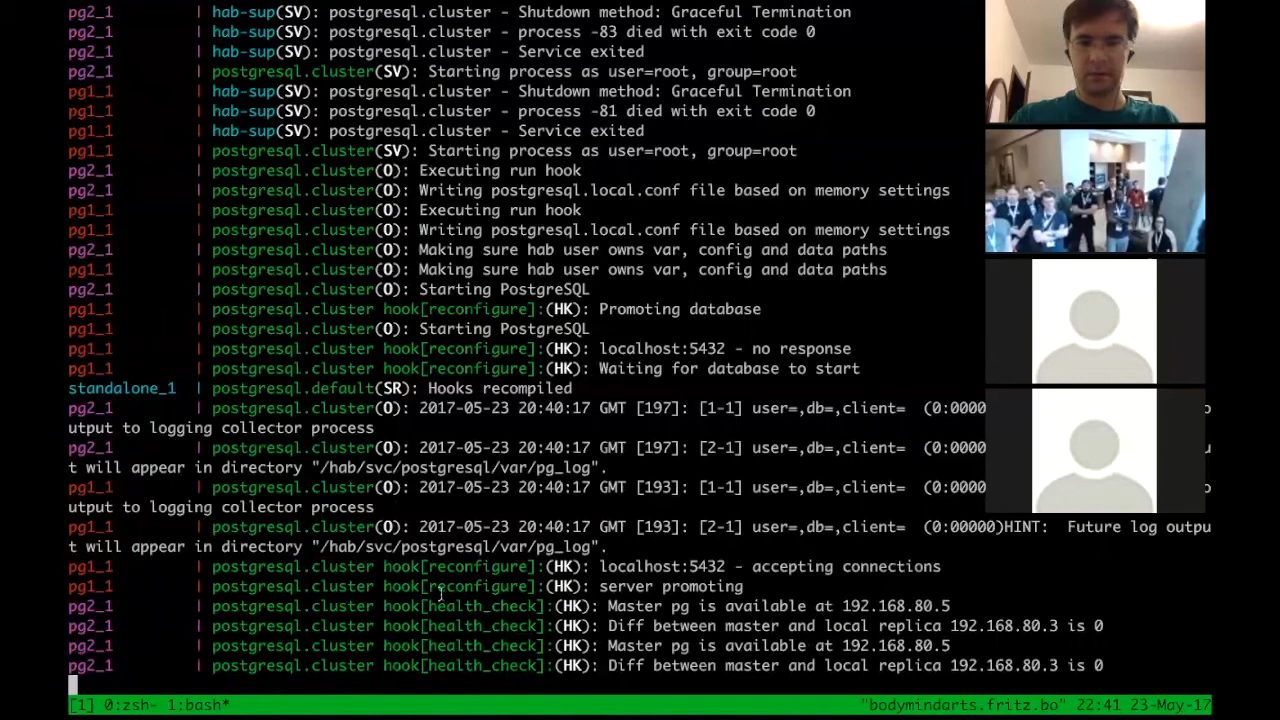 pg2_1 | hab-sup(SV): postgresql.cluster - Shutdown method: Graceful Termination
pg2_1 | hab-sup(SV): postgresql.cluster - process -83 died with exit code 0
pg2_1 | hab-sup(SV): postgresql.cluster - Service exited
pg2_1 | postgresql.cluster(SV): Starting process as user=root, group=root
pg1_1 | hab-sup(SV): postgresql.cluster - Shutdown method: Graceful Termination
pg1_1 | hab-sup(SV): postgresql.cluster - process -81 died with exit code 0
pg1_1 | hab-sup(SV): postgresql.cluster - Service exited
pg1_1 | postgresql.cluster(SV): Starting process as user=root, group=root
pg2_1 | postgresql.cluster(O): Executing run hook
pg2_1 | postgresql.cluster(O): Writing postgresql.local.conf file based on memory settings
pg1_1 | postgresql.cluster(O): Executing run hook
pg1_1 | postgresql.cluster(O): Writing postgresql.local.conf file based on memory settings
pg2_1 | postgresql.cluster(O): Making sure hab user owns var, config and data paths
pg1_1 | postgresql.cluster(O): Making sure hab user owns var, config and data paths
pg2_1 | postgresql.cluster(O): Starting PostgreSQL
pg1_1 | postgresql.cluster hook[reconfigure]:(HK): Promoting database
pg1_1 | postgresql.cluster(O): Starting PostgreSQL
pg1_1 | postgresql.cluster hook[reconfigure]:(HK): localhost:5432 - no response
pg1_1 | postgresql.cluster hook[reconfigure]:(HK): Waiting for database to start
standalone_1 | postgresql.default(SR): Hooks recompiled
pg2_1 | postgresql.cluster(O): 2017-05-23 20:40:17 GMT [197]: [1-1] user=,db=,client= (0:0000 o
utput to logging collector process
pg2_1 | postgresql.cluster(O): 2017-05-23 20:40:17 GMT [197]: [2-1] user=,db=,client= (0:0000 u
t will appear in directory "/hab/svc/postgresql/var/pg_log".
pg1_1 | postgresql.cluster(O): 2017-05-23 20:40:17 GMT [193]: [1-1] user=,db=,client= (0:0000 o
utput to logging collector process
pg1_1 | postgresql.cluster(O): 2017-05-23 20:40:17 GMT [193]: [2-1] user=,db=,client= (0:00000)HINT: Future log outpu
t will appear in directory "/hab/svc/postgresql/var/pg_log".
pg1_1 | postgresql.cluster hook[reconfigure]:(HK): localhost:5432 - accepting connections
pg1_1 | postgresql.cluster hook[reconfigure]:(HK): server promoting
pg2_1 | postgresql.cluster hook[health_check]:(HK): Master pg is available at 192.168.80.5
pg2_1 | postgresql.cluster hook[health_check]:(HK): Diff between master and local replica 192.168.80.3 is 0
pg2_1 | postgresql.cluster hook[health_check]:(HK): Master pg is available at 192.168.80.5
pg2_1 | postgresql.cluster hook[health_check]:(HK): Diff between master and local replica 192.168.80.3 is 0
[1] 0:zsh- 1:bash* "bodymindarts.fritz.bo" 22:41 23-May-17